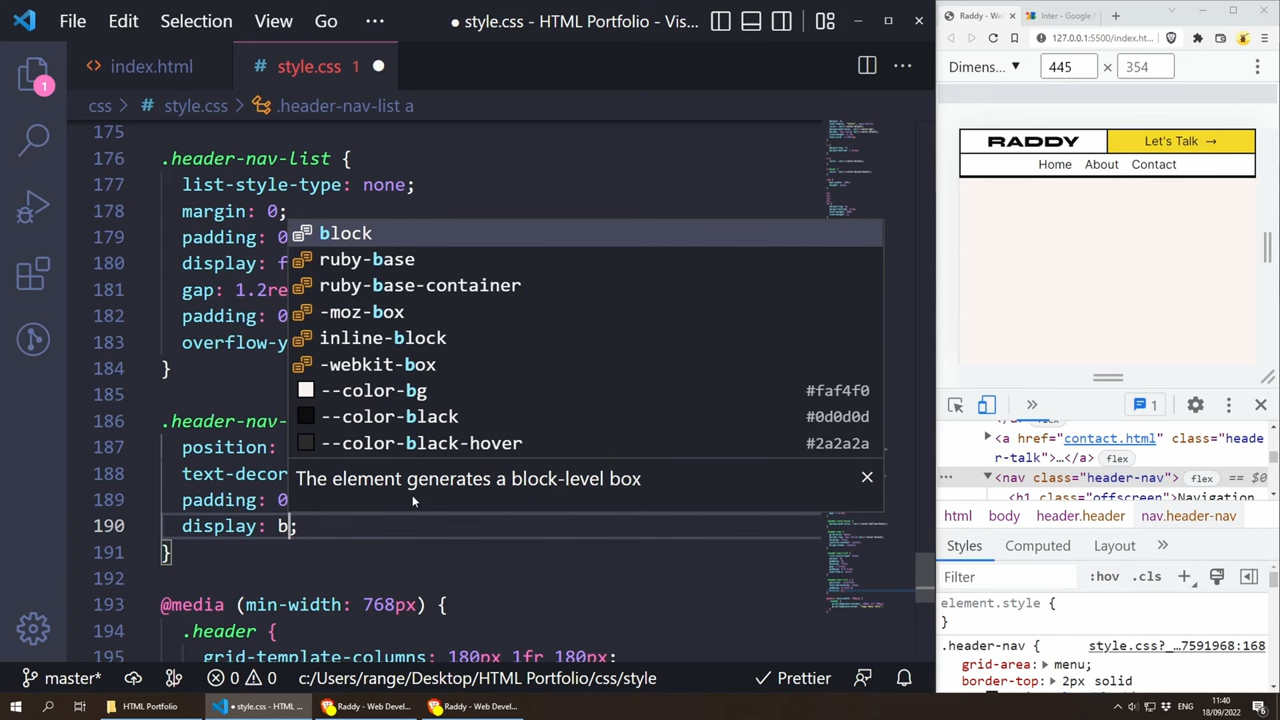 File Edit Selection View Go ··· ● style.css - HTML Portfolio - Vis...
index.html
# style.css 1 ●
css > # style.css > .header-nav-list a
175
176 .header-nav-list {
177 list-style-type: none;
178 margin: 0;
179 padding: 0
180 display: f
181 gap: 1.2re
182 padding: 0
183 overflow-y
184 }
185
186 .header-nav-
187 position:
188 text-decor
189 padding: 0
190 display: b;
191 }
192
193 @media (min-width: 768px) {
194 .header {
195 grid-template-columns: 180px 1fr 180px;
block
ruby-base
ruby-base-container
-moz-box
inline-block
-webkit-box
--color-bg #faf4f0
--color-black #0d0d0d
--color-black-hover #2a2a2a
The element generates a block-level box
1
master* 0 0 c:/Users/range/Desktop/HTML Portfolio/css/style Prettier
Raddy - We
Inter - Google
127.0.0.1:5500/index.ht...
Dimens... 445 × 354
RADDY Let's Talk →
Home About Contact
» 1
<a href="contact.html" class="heade
r-talk">…</a> flex
<nav class="header-nav"> flex == $0
html body header.header nav.header-nav
Styles Computed Layout »
Filter :hov .cls +
element.style {
}
.header-nav { style.css?_…7591968:168
grid-area: menu;
border-top: 2px solid
HTML Portfolio
● style.css - HTML ...
Raddy - Web Devel...
Raddy - Web Devel...
ENG
11:40
18/09/2022
6